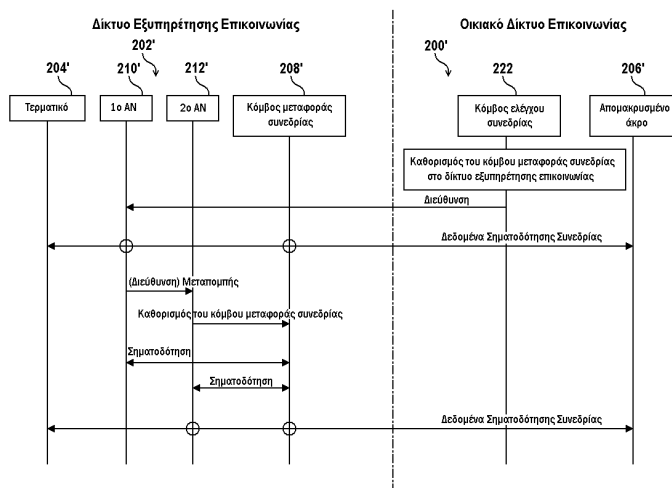 Δίκτυο Εξυπηρέτησης Επικοινωνίας
Οικιακό Δίκτυο Επικοινωνίας
202'
200'
204'
210'
212'
208'
222
206'
Τερματικό
1ο AN
2ο AN
Κόμβος μεταφοράς
συνεδρίας
Κόμβος ελέγχου
συνεδρίας
Απομακρυσμένο
άκρο
Καθορισμός του κόμβου μεταφορά συνεδρίας
στο δίκτυο εξυπηρέτησης επικοινωνίας
Διεύθυνση
Δεδομένα Σηματοδότησης Συνεδρίας
(Διεύθυνση) Μεταπομπής
Καθορισμός του κόμβου μεταφοράς συνεδρίας
Σηματοδότηση
Σηματοδότηση
Δεδομένα Σηματοδότησης Συνεδρίας